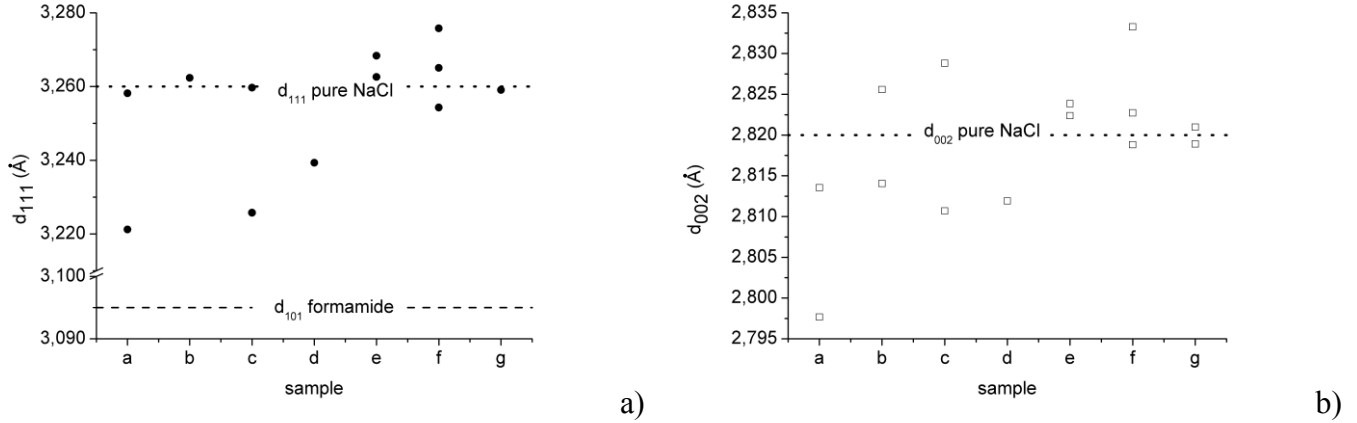 3,280
3,260
3,240
3,220
3,100
3,090
d111 (Å)
d111 pure NaCl
d101 formamide
a b c d e f g
sample
a)
2,835
2,830
2,825
2,820
2,815
2,810
2,805
2,800
2,795
d002 (Å)
d002 pure NaCl
a b c d e f g
sample
b)